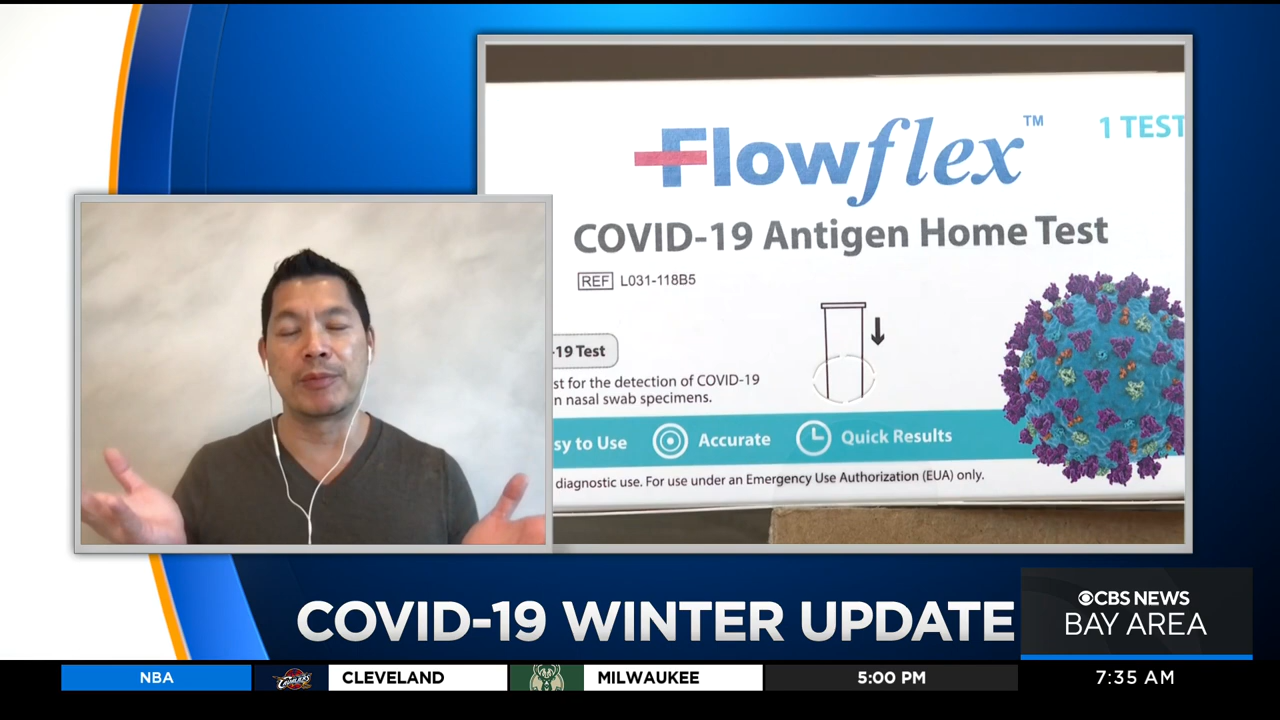 Flowflex™
1 TEST
COVID-19 Antigen Home Test
REF L031-118B5
-19 Test
st for the detection of COVID-19
n nasal swab specimens.
sy to Use Accurate Quick Results
diagnostic use. For use under an Emergency Use Authorization (EUA) only.
COVID-19 WINTER UPDATE
CBS NEWS
BAY AREA
NBA CAVALIERS CLEVELAND MILWAUKEE 5:00 PM 7:35 AM